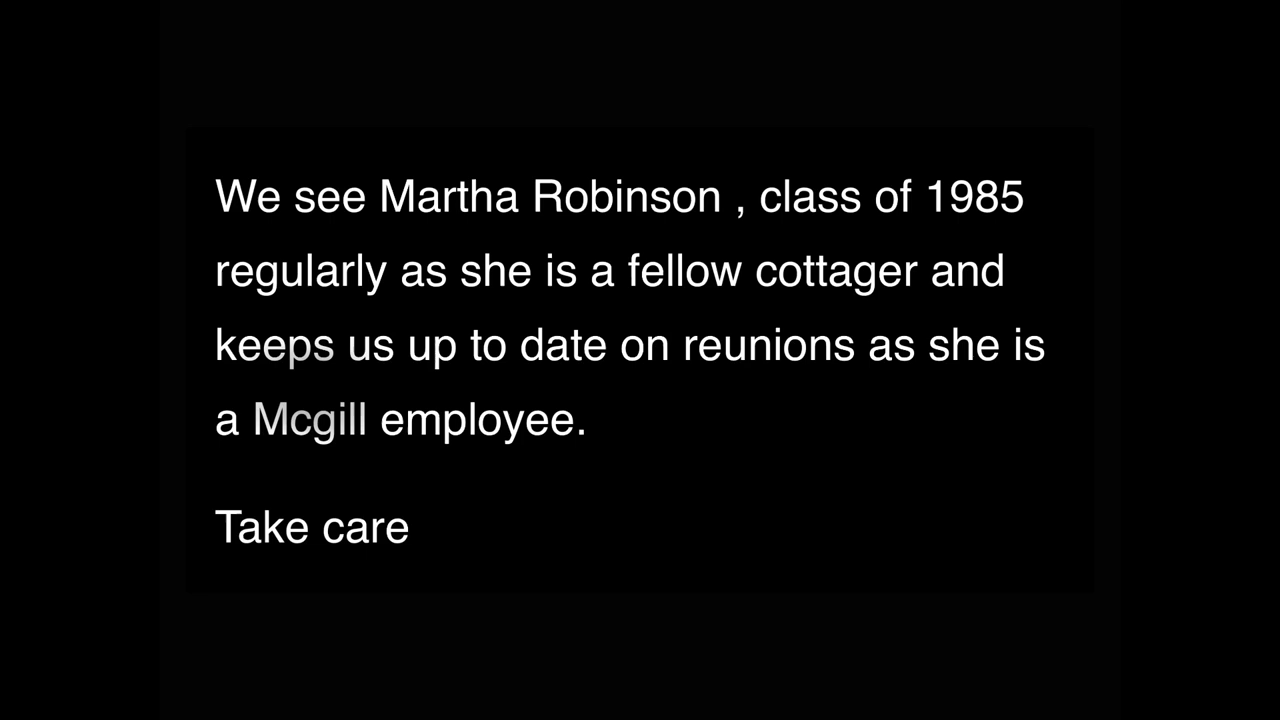 We see Martha Robinson , class of 1985
regularly as she is a fellow cottager and
keeps us up to date on reunions as she is
a Mcgill employee.
Take care